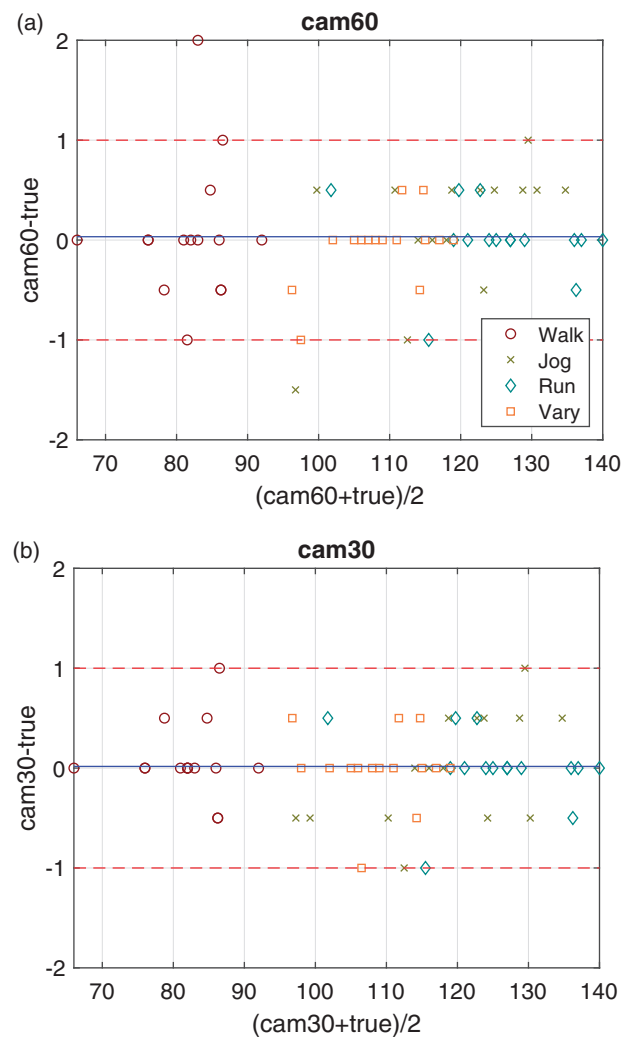 (a)
cam60
2
1
0
-1
-2
cam60-true
Walk
Jog
Run
Vary
70 80 90 100 110 120 130 140
(cam60+true)/2
(b)
cam30
2
1
0
-1
-2
cam30-true
70 80 90 100 110 120 130 140
(cam30+true)/2